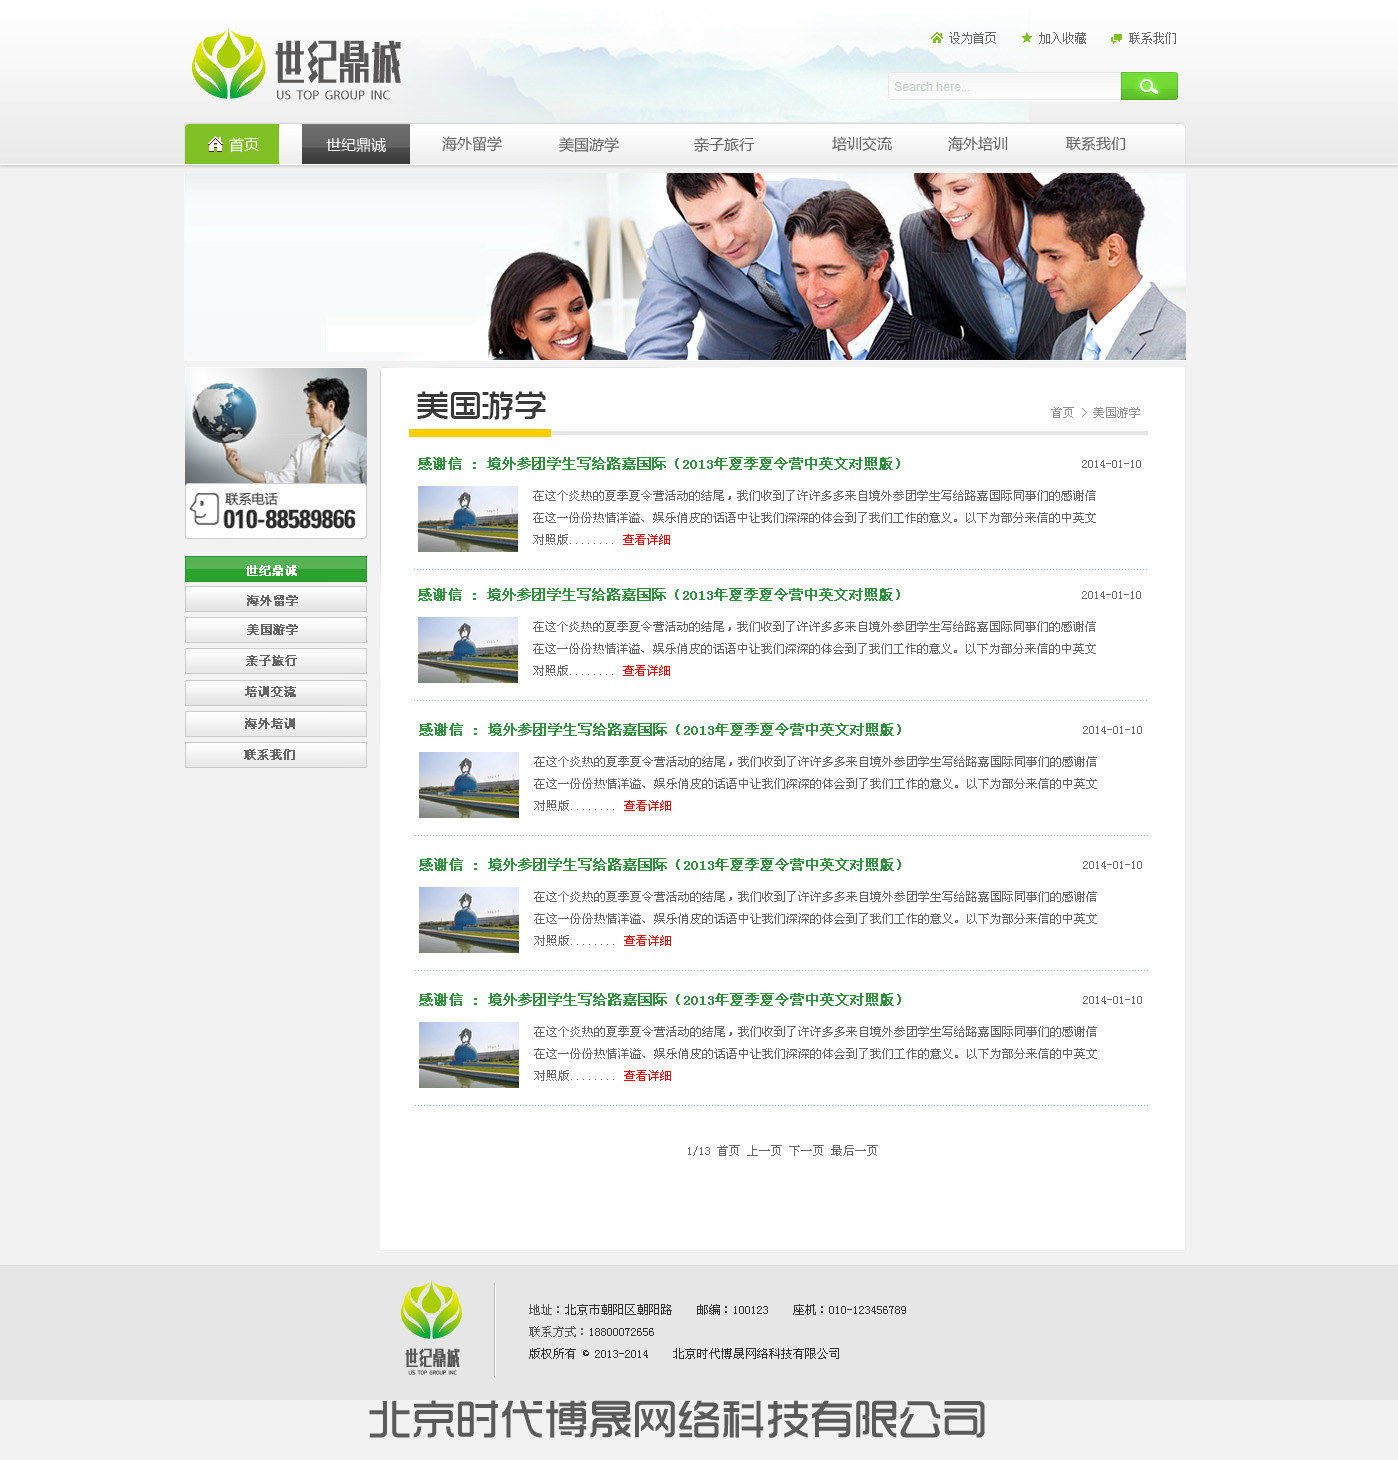 世纪鼎诚
US TOP GROUP INC
设为首页 加入收藏 联系我们
Search here...
首页 世纪鼎诚 海外留学 美国游学 亲子旅行 培训交流 海外培训 联系我们
联系电话
010-88589866
世纪鼎诚
海外留学
美国游学
亲子旅行
培训交流
海外培训
联系我们
美国游学
首页 > 美国游学
感谢信 : 境外参团学生写给路嘉国际（2013年夏季夏令营中英文对照版） 2014-01-10
在这个炎热的夏季夏令营活动的结尾，我们收到了许许多多来自境外参团学生写给路嘉国际同事们的感谢信
在这一份份热情洋溢、娱乐俏皮的话语中让我们深深的体会到了我们工作的意义。以下为部分来信的中英文
对照版........ 查看详细
感谢信 : 境外参团学生写给路嘉国际（2013年夏季夏令营中英文对照版） 2014-01-10
在这个炎热的夏季夏令营活动的结尾，我们收到了许许多多来自境外参团学生写给路嘉国际同事们的感谢信
在这一份份热情洋溢、娱乐俏皮的话语中让我们深深的体会到了我们工作的意义。以下为部分来信的中英文
对照版........ 查看详细
感谢信 : 境外参团学生写给路嘉国际（2013年夏季夏令营中英文对照版） 2014-01-10
在这个炎热的夏季夏令营活动的结尾，我们收到了许许多多来自境外参团学生写给路嘉国际同事们的感谢信
在这一份份热情洋溢、娱乐俏皮的话语中让我们深深的体会到了我们工作的意义。以下为部分来信的中英文
对照版........ 查看详细
感谢信 : 境外参团学生写给路嘉国际（2013年夏季夏令营中英文对照版） 2014-01-10
在这个炎热的夏季夏令营活动的结尾，我们收到了许许多多来自境外参团学生写给路嘉国际同事们的感谢信
在这一份份热情洋溢、娱乐俏皮的话语中让我们深深的体会到了我们工作的意义。以下为部分来信的中英文
对照版........ 查看详细
感谢信 : 境外参团学生写给路嘉国际（2013年夏季夏令营中英文对照版） 2014-01-10
在这个炎热的夏季夏令营活动的结尾，我们收到了许许多多来自境外参团学生写给路嘉国际同事们的感谢信
在这一份份热情洋溢、娱乐俏皮的话语中让我们深深的体会到了我们工作的意义。以下为部分来信的中英文
对照版........ 查看详细
1/13 首页 上一页 下一页 最后一页
世纪鼎诚
US TOP GROUP INC
地址：北京市朝阳区朝阳路 邮编：100123 座机：010-123456789
联系方式：18800072656
版权所有 © 2013-2014 北京时代博晟网络科技有限公司
北京时代博晟网络科技有限公司